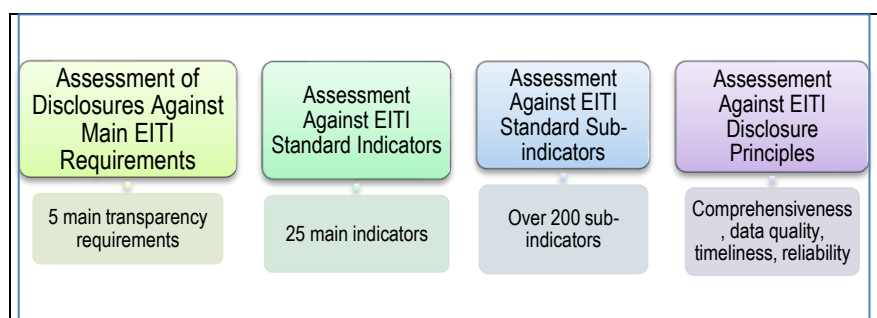 Assessment of
Disclosures Against
Main EITI
Requirements
5 main transparency
requirements
Assessment
Against EITI
Standard Indicators
25 main indicators
Assessment
Against EITI
Standard Sub-
indicators
Over 200 sub-
indicators
Assessement
Against EITI
Disclosure
Principles
Comprehensiveness
, data quality,
timeliness, reliability